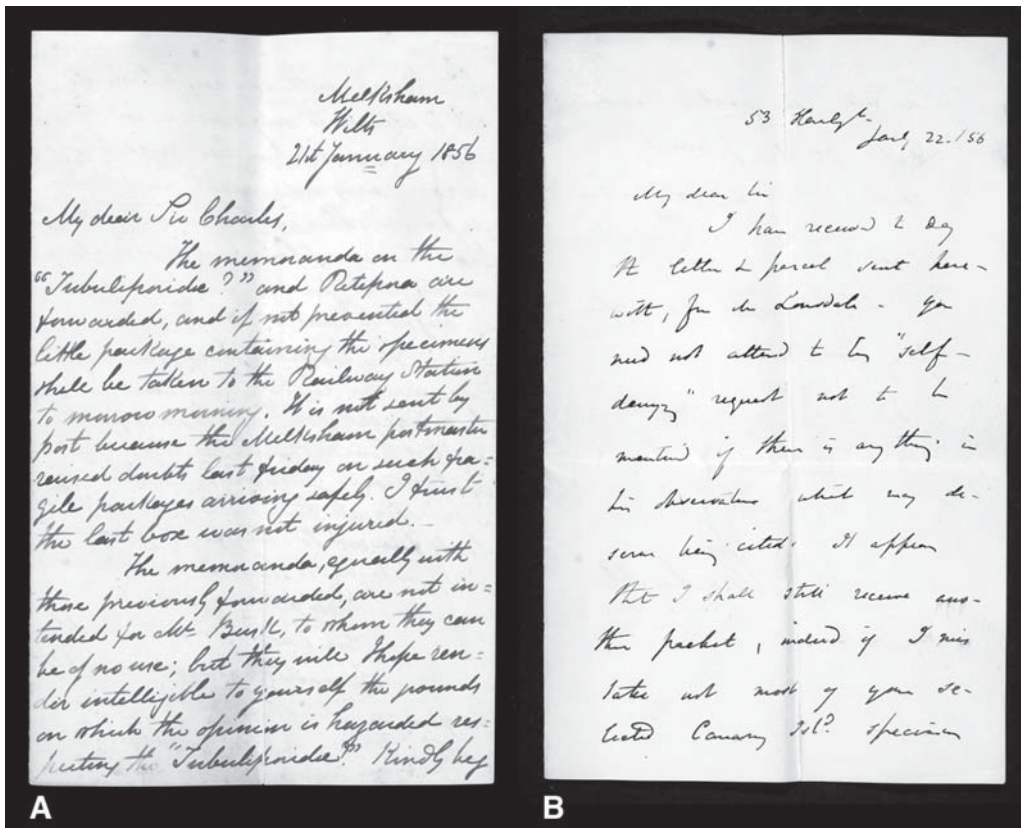 Melksham
Wilts
21st January 1856
My dear Sir Charles,
The memoranda on the
"Tubuliporidæ?" and Retepora are
forwarded, and if not prevented the
little package containing the specimens
shall be taken to the Railway Station
to morrow morning. It is not sent by
post because the Melksham postmaster
raised doubts last friday on such fra=
gile packages arriving safely. I trust
the last box was not injured.—
The memoranda, equally with
those previously forwarded, are not in=
tended for Mr. Busk, to whom they can
be of no use; but they will I hope ren=
der intelligible to yourself the grounds
on which the opinion is hazarded res=
pecting the "Tubuliporidæ?" Kindly beg
A
53 Harley St.
Jany 22./56
My dear Sir
I have received to day
the letter & parcel sent here-
with, from Mr Lonsdale - you
need not attend to his "self-
denying" request not to be
mentioned if there is anything in
his observations which may de-
serve being cited. It appears
that I shall still receive ano-
ther packet, indeed if I mis
take not most of your se-
lected Canary Isld. specimens
B